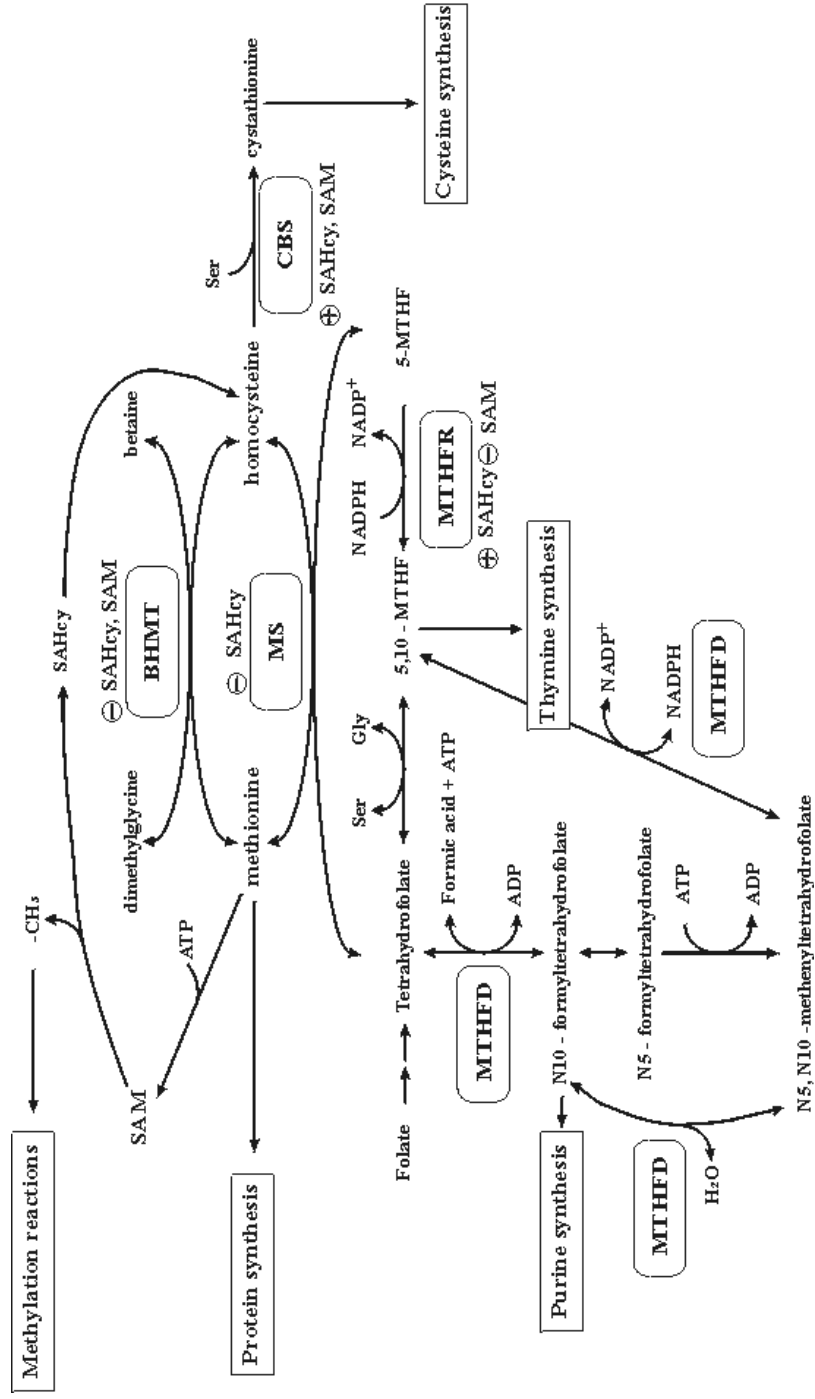 Methylation reactions
-CH₃
SAM
SAHcy
ATP
⊖ SAHcy, SAM
BHMT
dimethylglycine
betaine
Protein synthesis
methionine
⊖ SAHcy
MS
homocysteine
Ser
CBS
⊕ SAHcy, SAM
cystathionine
Cysteine synthesis
Folate
Tetrahydrofolate
Ser
Gly
5,10 - MTHF
NADPH
NADP⁺
MTHFR
⊕ SAHcy ⊖ SAM
5-MTHF
Formic acid + ATP
ADP
MTHFD
Thymine synthesis
Purine synthesis
N10 - formyltetrahydrofolate
N5 - formyltetrahydrofolate
ATP
ADP
NADP⁺
NADPH
MTHFD
MTHFD
H₂O
N5, N10 -methenyltetrahydrofolate